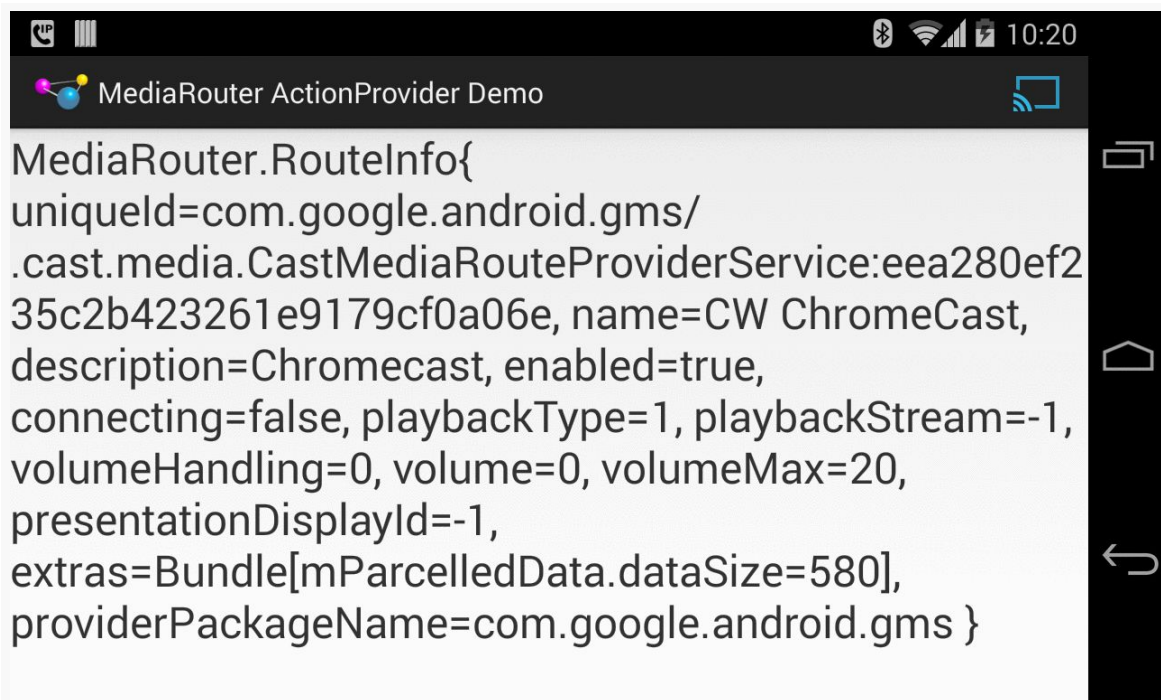 IP
10:20
MediaRouter ActionProvider Demo
MediaRouter.RouteInfo{
uniqueId=com.google.android.gms/
.cast.media.CastMediaRouteProviderService:eea280ef2
35c2b423261e9179cf0a06e, name=CW ChromeCast,
description=Chromecast, enabled=true,
connecting=false, playbackType=1, playbackStream=-1,
volumeHandling=0, volume=0, volumeMax=20,
presentationDisplayId=-1,
extras=Bundle[mParcelledData.dataSize=580],
providerPackageName=com.google.android.gms }